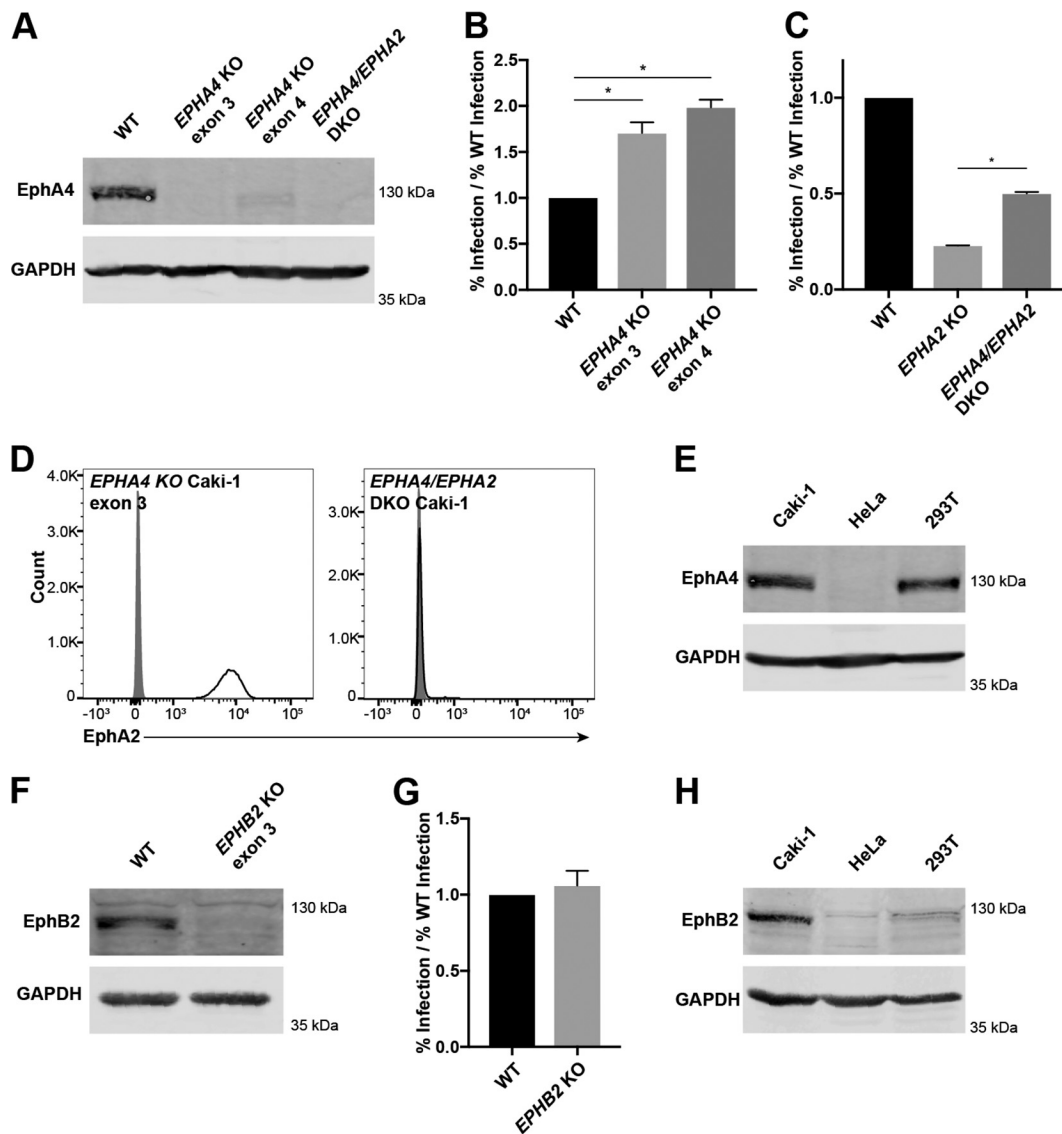 A
WT
EPHA4 KO
exon 3
EPHA4 KO
exon 4
EPHA4/EPHA2
DKO
EphA4
130 kDa
GAPDH
35 kDa
B
% Infection / % WT Infection
2.5
2.0
1.5
1.0
0.5
0.0
*
*
WT
EPHA4 KO
exon 3
EPHA4 KO
exon 4
C
% Infection / % WT Infection
1.0
0.5
0.0
*
WT
EPHA2 KO
EPHA4/EPHA2
DKO
D
Count
4.0K
3.0K
2.0K
1.0K
0
EPHA4 KO Caki-1
exon 3
-10³ 0 10³ 10⁴ 10⁵
3.0K
2.0K
1.0K
0
EPHA4/EPHA2
DKO Caki-1
-10³ 0 10³ 10⁴ 10⁵
EphA2
E
Caki-1
HeLa
293T
EphA4
130 kDa
GAPDH
35 kDa
F
WT
EPHB2 KO
exon 3
EphB2
130 kDa
GAPDH
35 kDa
G
% Infection / % WT Infection
1.5
1.0
0.5
0.0
WT
EPHB2 KO
H
Caki-1
HeLa
293T
EphB2
130 kDa
GAPDH
35 kDa